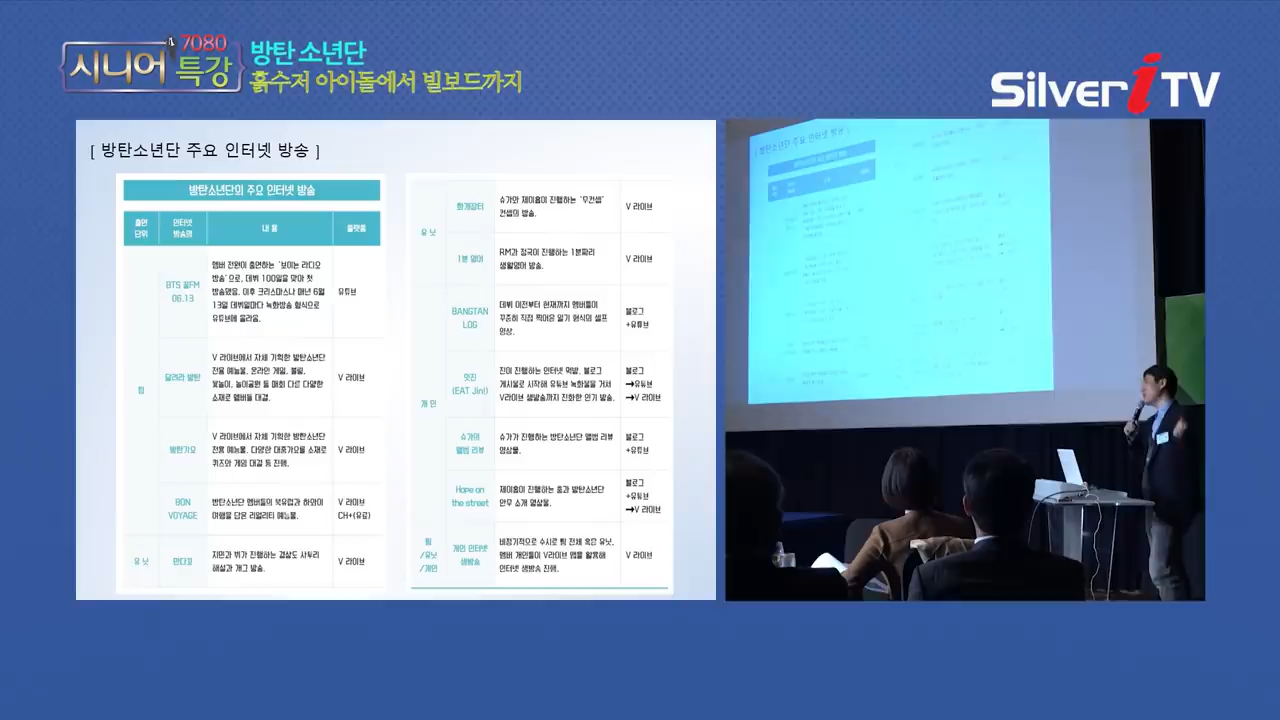 시니어
7080
특강
방탄 소년단
흙수저 아이돌에서 빌보드까지
Silver i TV
[ 방탄소년단 주요 인터넷 방송 ]
방탄소년단의 주요 인터넷 방송
출연
단위
인터넷
방송명
내 용
플랫폼
팀
BTS 꿀FM
06.13
멤버 전원이 출연하는 '보이는 라디오
방송'으로, 데뷔 100일을 맞아 첫
방송했음. 이후 크리스마스나 매년 6월
13일 데뷔일마다 녹화방송 형식으로
유튜브에 올라옴.
유튜브
달려라 방탄
V 라이브에서 자체 기획한 방탄소년단
전용 예능물. 온라인 게임, 볼링,
윷놀이, 놀이공원 등 매회 다른 다양한
소재로 멤버들 대결.
V 라이브
방탄가요
V 라이브에서 자체 기획한 방탄소년단
전용 예능물. 다양한 대중가요를 소재로
퀴즈와 게임 대결 등 진행.
V 라이브
BON
VOYAGE
방탄소년단 멤버들의 북유럽과 하와이
여행을 담은 리얼리티 예능물.
V 라이브
CH+(유료)
유 닛
만다꼬
지민과 뷔가 진행하는 경상도 사투리
해설과 개그 방송.
V 라이브
유 닛
화개장터
슈가와 제이홉이 진행하는 '무컨셉'
컨셉의 방송.
V 라이브
1분 영어
RM과 정국이 진행하는 1분짜리
생활영어 방송.
V 라이브
개 인
BANGTAN
LOG
데뷔 이전부터 현재까지 멤버들이
꾸준히 직접 찍어온 일기 형식의 셀프
영상.
블로그
+유튜브
잇진
(EAT Jin!)
진이 진행하는 인터넷 먹방. 블로그
게시물로 시작해 유튜브 녹화물을 거쳐
V라이브 생방송까지 진화한 인기 방송.
블로그
→유튜브
→V 라이브
슈가의
앨범 리뷰
슈가가 진행하는 방탄소년단 앨범 리뷰
영상물.
블로그
+유튜브
Hope on
the street
제이홉이 진행하는 춤과 방탄소년단
안무 소개 영상물.
블로그
+유튜브
→V 라이브
팀
/유닛
/개인
개인 인터넷
생방송
비정기적으로 수시로 팀 전체 혹은 유닛,
멤버 개인들이 V라이브 앱을 활용해
인터넷 생방송 진행.
V 라이브